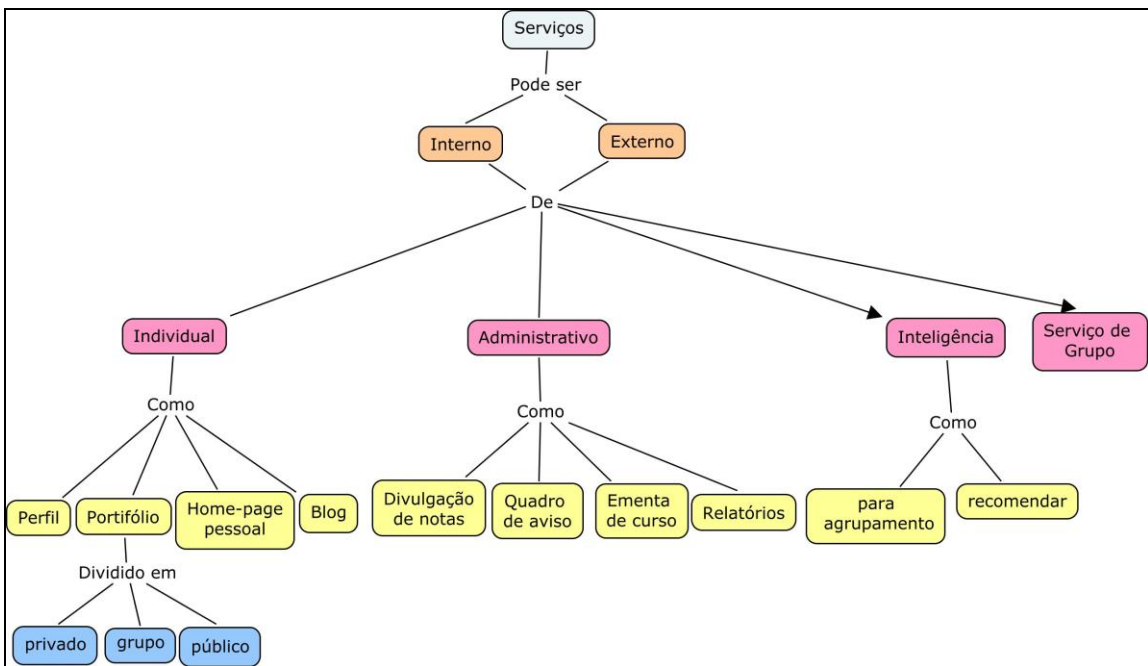 Serviços
Pode ser
Interno
Externo
De
Individual
Administrativo
Inteligência
Serviço de
Grupo
Como
Como
Como
Perfil
Portifólio
Home-page
pessoal
Blog
Divulgação
de notas
Quadro
de aviso
Ementa
de curso
Relatórios
para
agrupamento
recomendar
Dividido em
privado
grupo
público